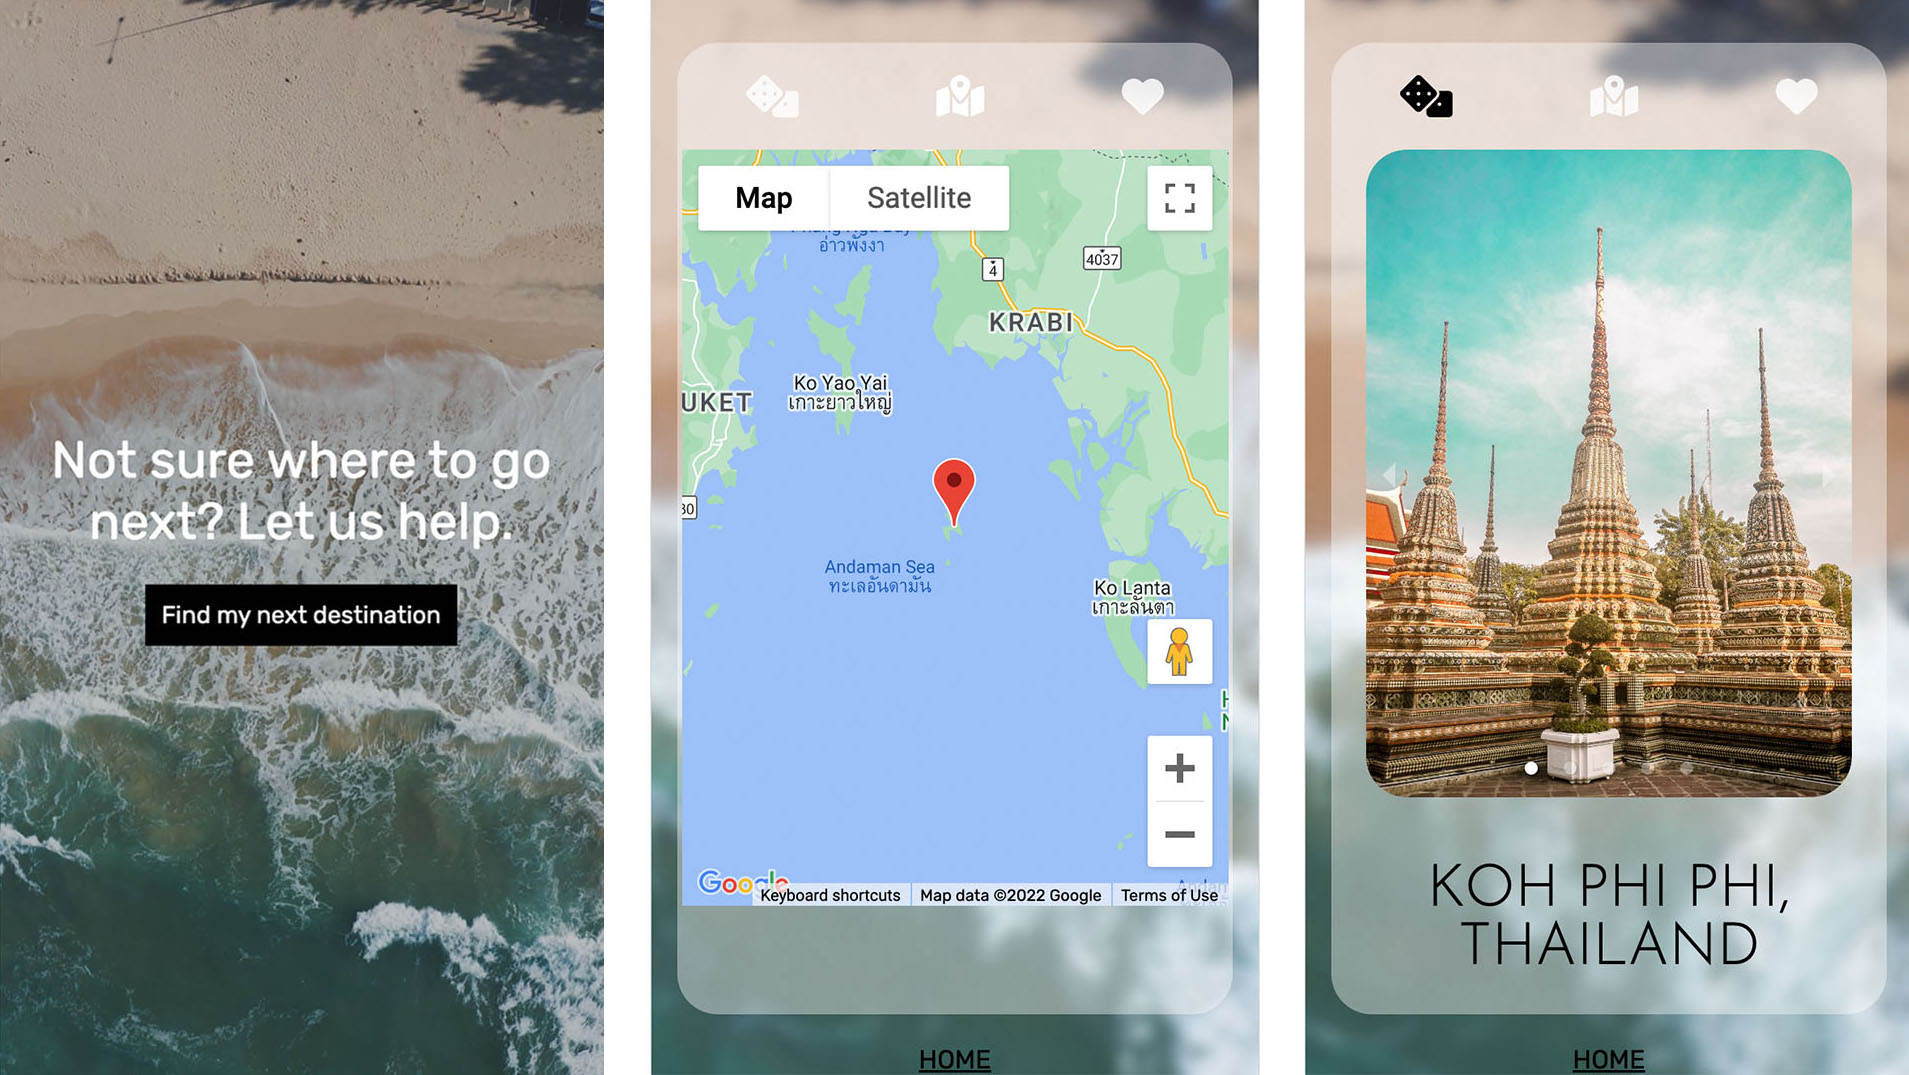 Not sure where to go
next? Let us help.
Find my next destination
Map
Satellite
อ่าวพังงา
4
4037
KRABI
Ko Yao Yai
เกาะยาวใหญ่
UKET
Andaman Sea
ทะเลอันดามัน
Ko Lanta
เกาะลันตา
Google
Keyboard shortcuts
Map data ©2022 Google
Terms of Use
HOME
KOH PHI PHI,
THAILAND
HOME